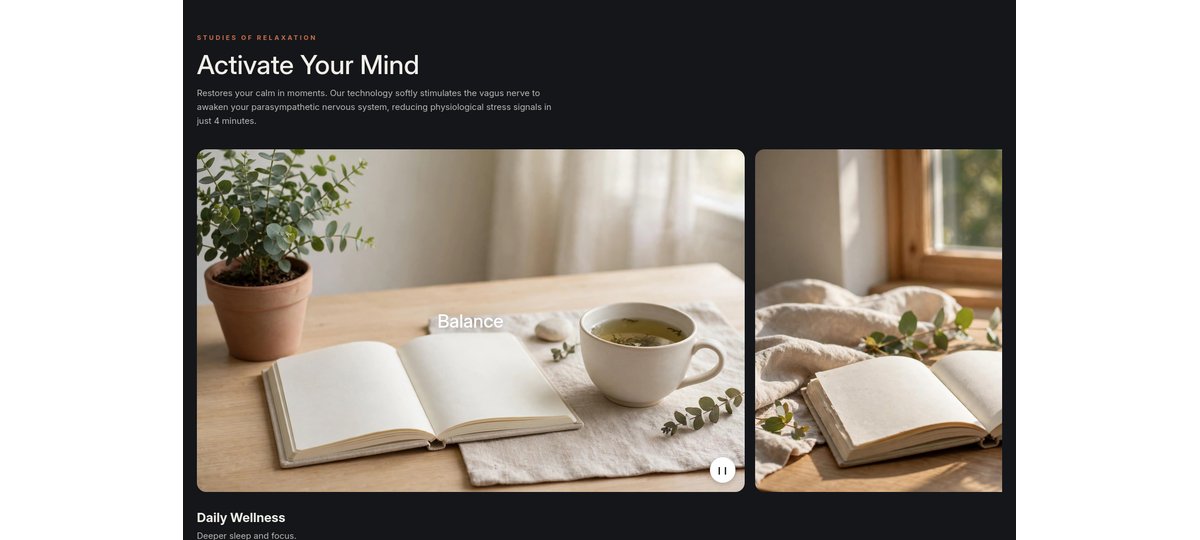 STUDIES OF RELAXATION
Activate Your Mind
Restores your calm in moments. Our technology softly stimulates the vagus nerve to
awaken your parasympathetic nervous system, reducing physiological stress signals in
just 4 minutes.
Balance
Daily Wellness
Deeper sleep and focus.